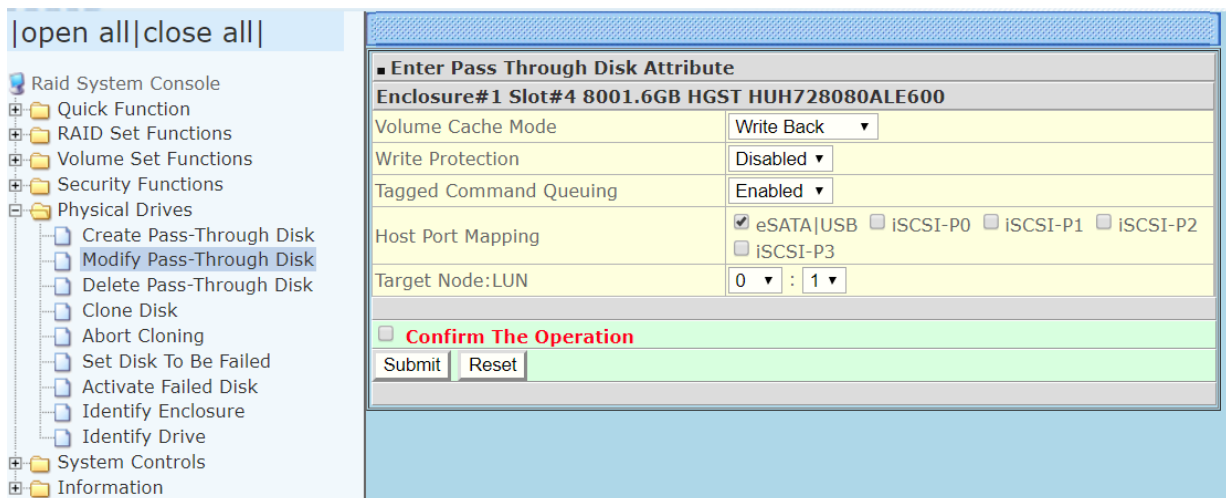 |open all|close all|
Raid System Console
Quick Function
RAID Set Functions
Volume Set Functions
Security Functions
Physical Drives
Create Pass-Through Disk
Modify Pass-Through Disk
Delete Pass-Through Disk
Clone Disk
Abort Cloning
Set Disk To Be Failed
Activate Failed Disk
Identify Enclosure
Identify Drive
System Controls
Information
Enter Pass Through Disk Attribute
Enclosure#1 Slot#4 8001.6GB HGST HUH728080ALE600
Volume Cache Mode Write Back
Write Protection Disabled
Tagged Command Queuing Enabled
Host Port Mapping eSATA|USB iSCSI-P0 iSCSI-P1 iSCSI-P2
iSCSI-P3
Target Node:LUN 0 : 1
Confirm The Operation
Submit Reset